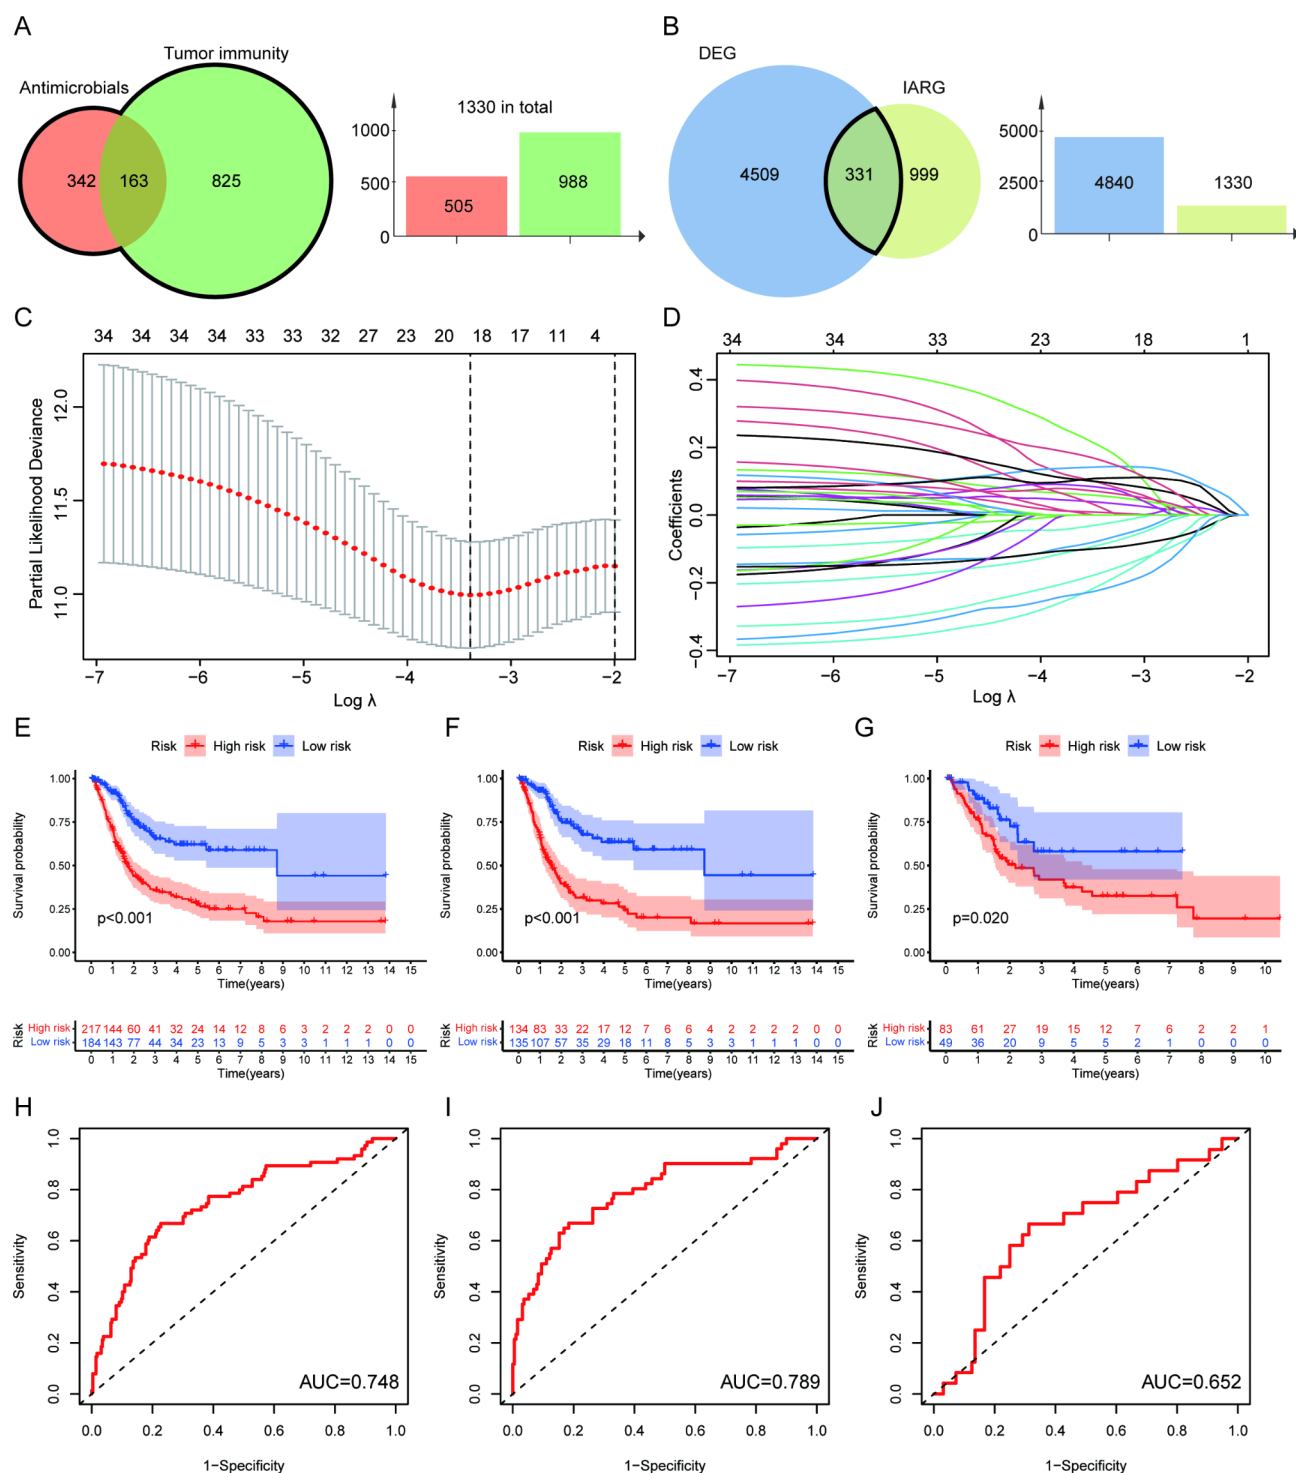 A
Tumor immunity
Antimicrobials
342 163 825
1330 in total
1000
500
0
505 988
B
DEG
IARG
4509 331 999
5000
2500
0
4840 1330
C
34 34 34 34 33 33 32 27 23 20 18 17 11 4
Partial Likelihood Deviance
12.0
11.5
11.0
−7 −6 −5 −4 −3 −2
Log λ
D
34 34 33 23 18 1
Coefficients
0.4
0.2
0.0
−0.2
−0.4
−7 −6 −5 −4 −3 −2
Log λ
E
Risk High risk Low risk
Survival probability
1.00
0.75
0.50
0.25
0.00
p<0.001
0 1 2 3 4 5 6 7 8 9 10 11 12 13 14 15
Time(years)
Risk
High risk 217 144 60 41 32 24 14 12 8 6 3 2 2 2 0 0
Low risk 184 143 77 44 34 23 13 9 5 3 3 1 1 1 0 0
0 1 2 3 4 5 6 7 8 9 10 11 12 13 14 15
Time(years)
F
Risk High risk Low risk
Survival probability
1.00
0.75
0.50
0.25
0.00
p<0.001
0 1 2 3 4 5 6 7 8 9 10 11 12 13 14 15
Time(years)
Risk
High risk 134 83 33 22 17 12 7 6 6 4 2 2 2 2 0 0
Low risk 135 107 57 35 29 18 11 8 5 3 3 1 1 1 0 0
0 1 2 3 4 5 6 7 8 9 10 11 12 13 14 15
Time(years)
G
Risk High risk Low risk
Survival probability
1.00
0.75
0.50
0.25
0.00
p=0.020
0 1 2 3 4 5 6 7 8 9 10
Time(years)
Risk
High risk 83 61 27 19 15 12 7 6 2 2 1
Low risk 49 36 20 9 5 5 2 1 0 0 0
0 1 2 3 4 5 6 7 8 9 10
Time(years)
H
Sensitivity
1.0
0.8
0.6
0.4
0.2
0.0
AUC=0.748
0.0 0.2 0.4 0.6 0.8 1.0
1−Specificity
I
Sensitivity
1.0
0.8
0.6
0.4
0.2
0.0
AUC=0.789
0.0 0.2 0.4 0.6 0.8 1.0
1−Specificity
J
Sensitivity
1.0
0.8
0.6
0.4
0.2
0.0
AUC=0.652
0.0 0.2 0.4 0.6 0.8 1.0
1−Specificity